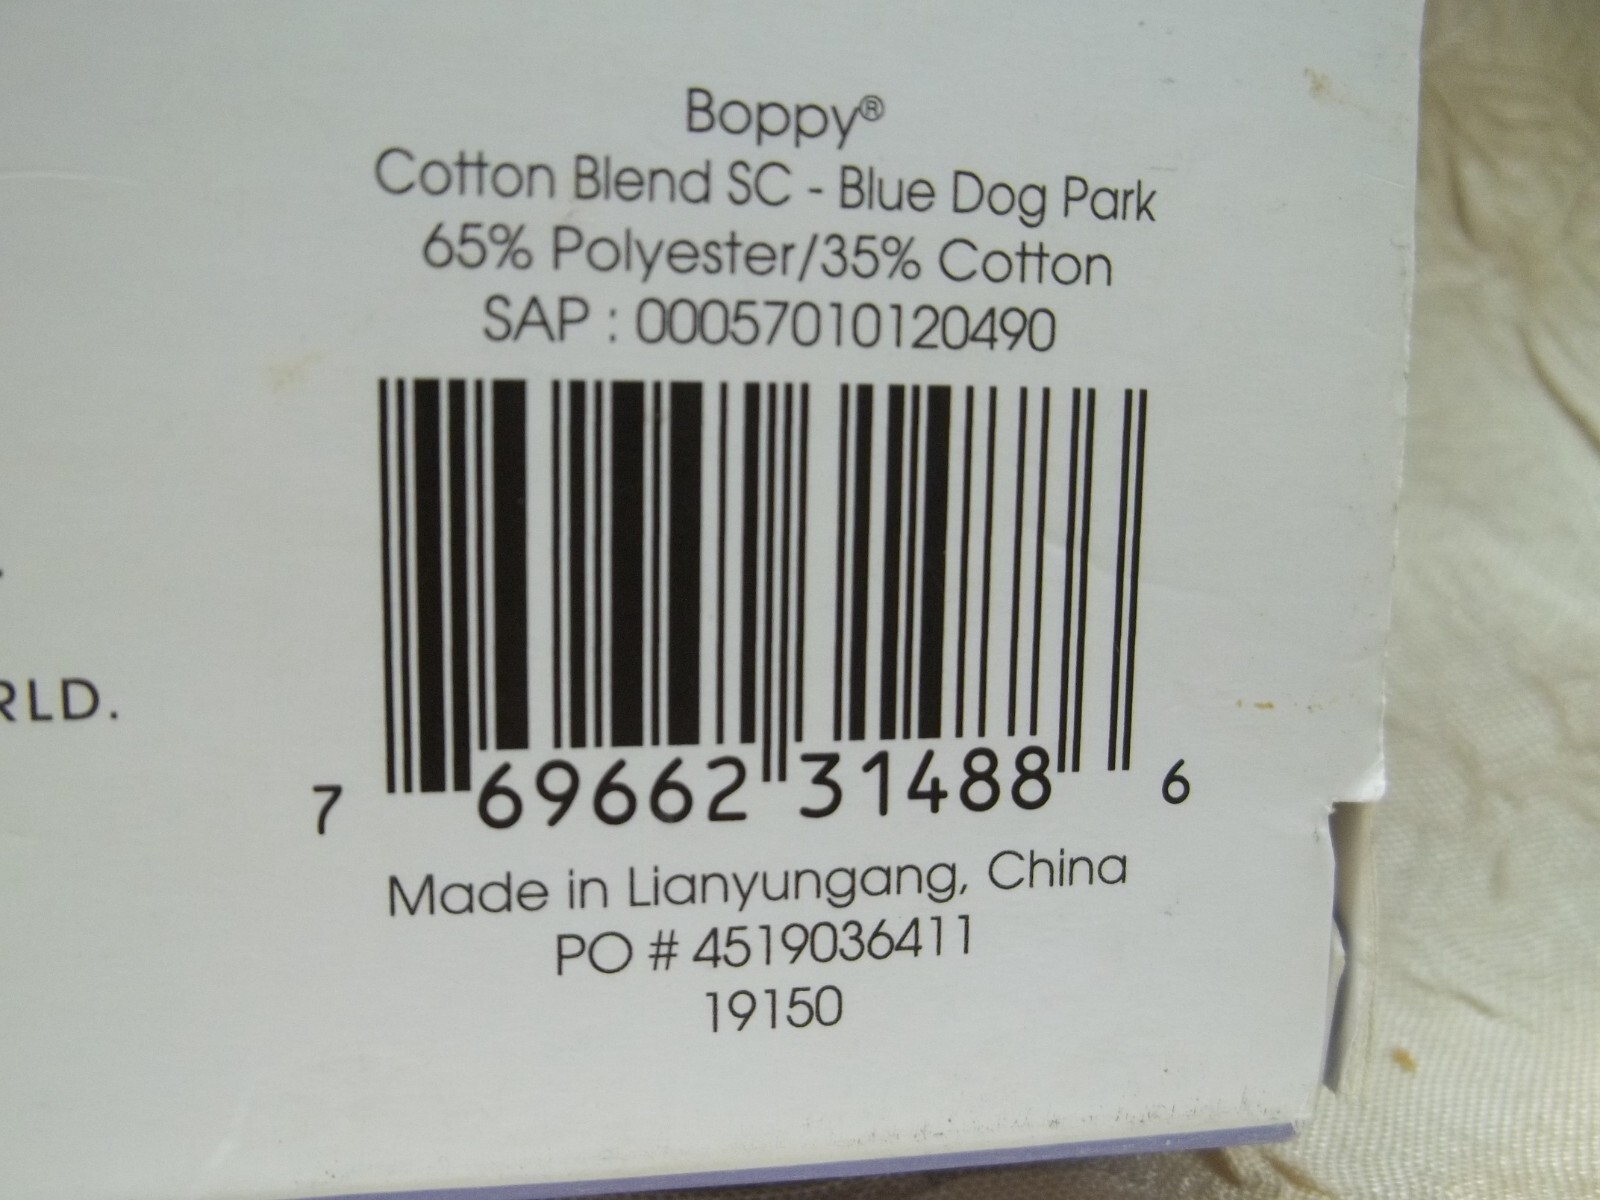 Boppy®
Cotton Blend SC - Blue Dog Park
65% Polyester/35% Cotton
SAP : 00057010120490
RLD.
7 69662 31488 6
Made in Lianyungang, China
PO # 4519036411
19150